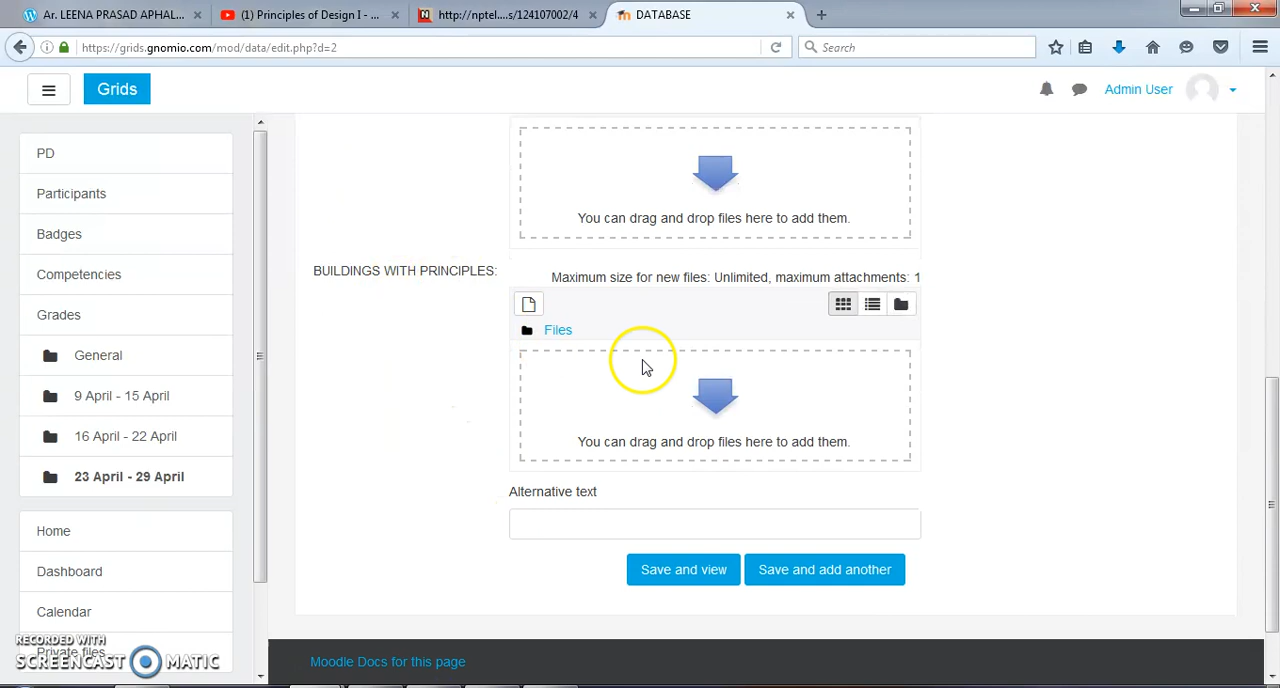 Ar. LEENA PRASAD APHAL...
(1) Principles of Design I - ...
http://nptel....s/124107002/4
DATABASE
https://grids.gnomio.com/mod/data/edit.php?d=2
Search
Grids
Admin User
PD
Participants
Badges
Competencies
Grades
General
9 April - 15 April
16 April - 22 April
23 April - 29 April
Home
Dashboard
Calendar
Private files
You can drag and drop files here to add them.
BUILDINGS WITH PRINCIPLES:
Maximum size for new files: Unlimited, maximum attachments: 1
Files
You can drag and drop files here to add them.
Alternative text
Save and view
Save and add another
Moodle Docs for this page
RECORDED WITH
SCREENCAST MATIC